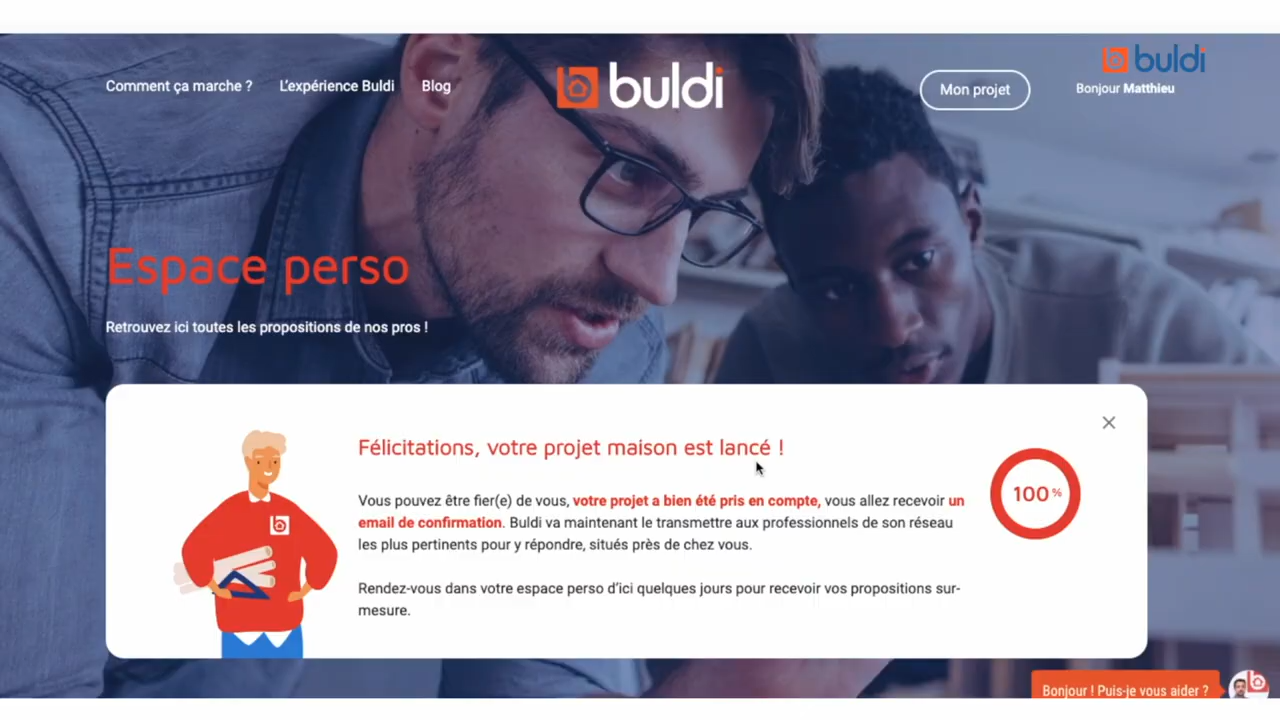 buldi
Comment ça marche ?
L'expérience Buldi
Blog
buldi
Mon projet
Bonjour Matthieu
Espace perso
Retrouvez ici toutes les propositions de nos pros !
Félicitations, votre projet maison est lancé !
Vous pouvez être fier(e) de vous, votre projet a bien été pris en compte, vous allez recevoir un
email de confirmation. Buldi va maintenant le transmettre aux professionnels de son réseau
les plus pertinents pour y répondre, situés près de chez vous.
Rendez-vous dans votre espace perso d'ici quelques jours pour recevoir vos propositions sur-
mesure.
100 %
Bonjour ! Puis-je vous aider ?